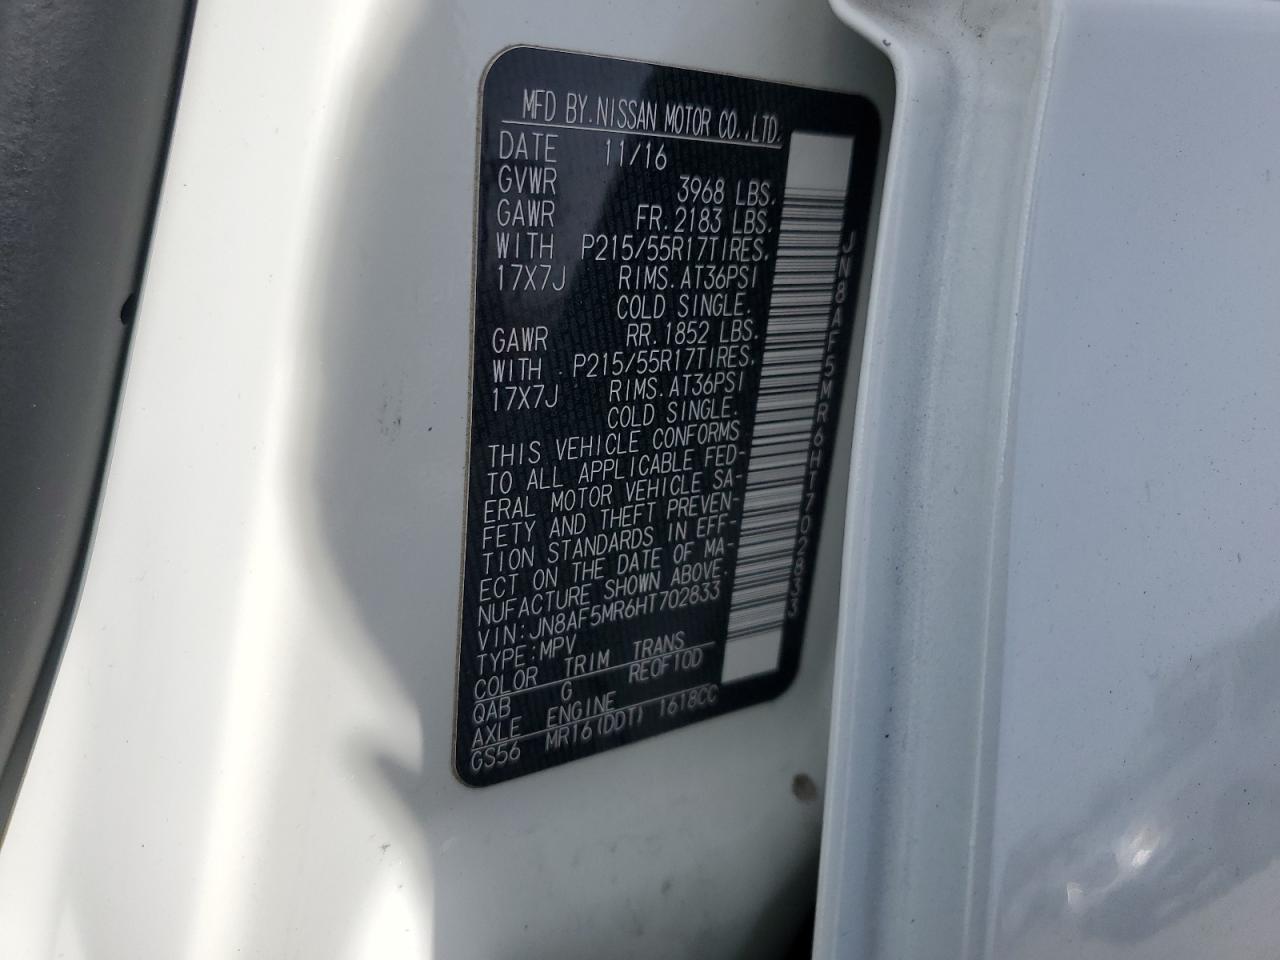 MFD BY.NISSAN MOTOR CO.,LTD.
DATE 11/16
GVWR 3968 LBS.
GAWR FR.2183 LBS.
WITH P215/55R17TIRES.
17X7J RIMS.AT36PSI
COLD SINGLE.
GAWR RR.1852 LBS.
WITH P215/55R17TIRES.
17X7J RIMS.AT36PSI
COLD SINGLE.
THIS VEHICLE CONFORMS
TO ALL APPLICABLE FED-
ERAL MOTOR VEHICLE SA-
FETY AND THEFT PREVEN-
TION STANDARDS IN EFF-
ECT ON THE DATE OF MA-
NUFACTURE SHOWN ABOVE.
VIN:JN8AF5MR6HT702833
TYPE:MPV
COLOR TRIM TRANS
QAB G REOF10D
AXLE ENGINE
GS56 MR16(DDT) 1618CC
JN8AF5MR6HT702833